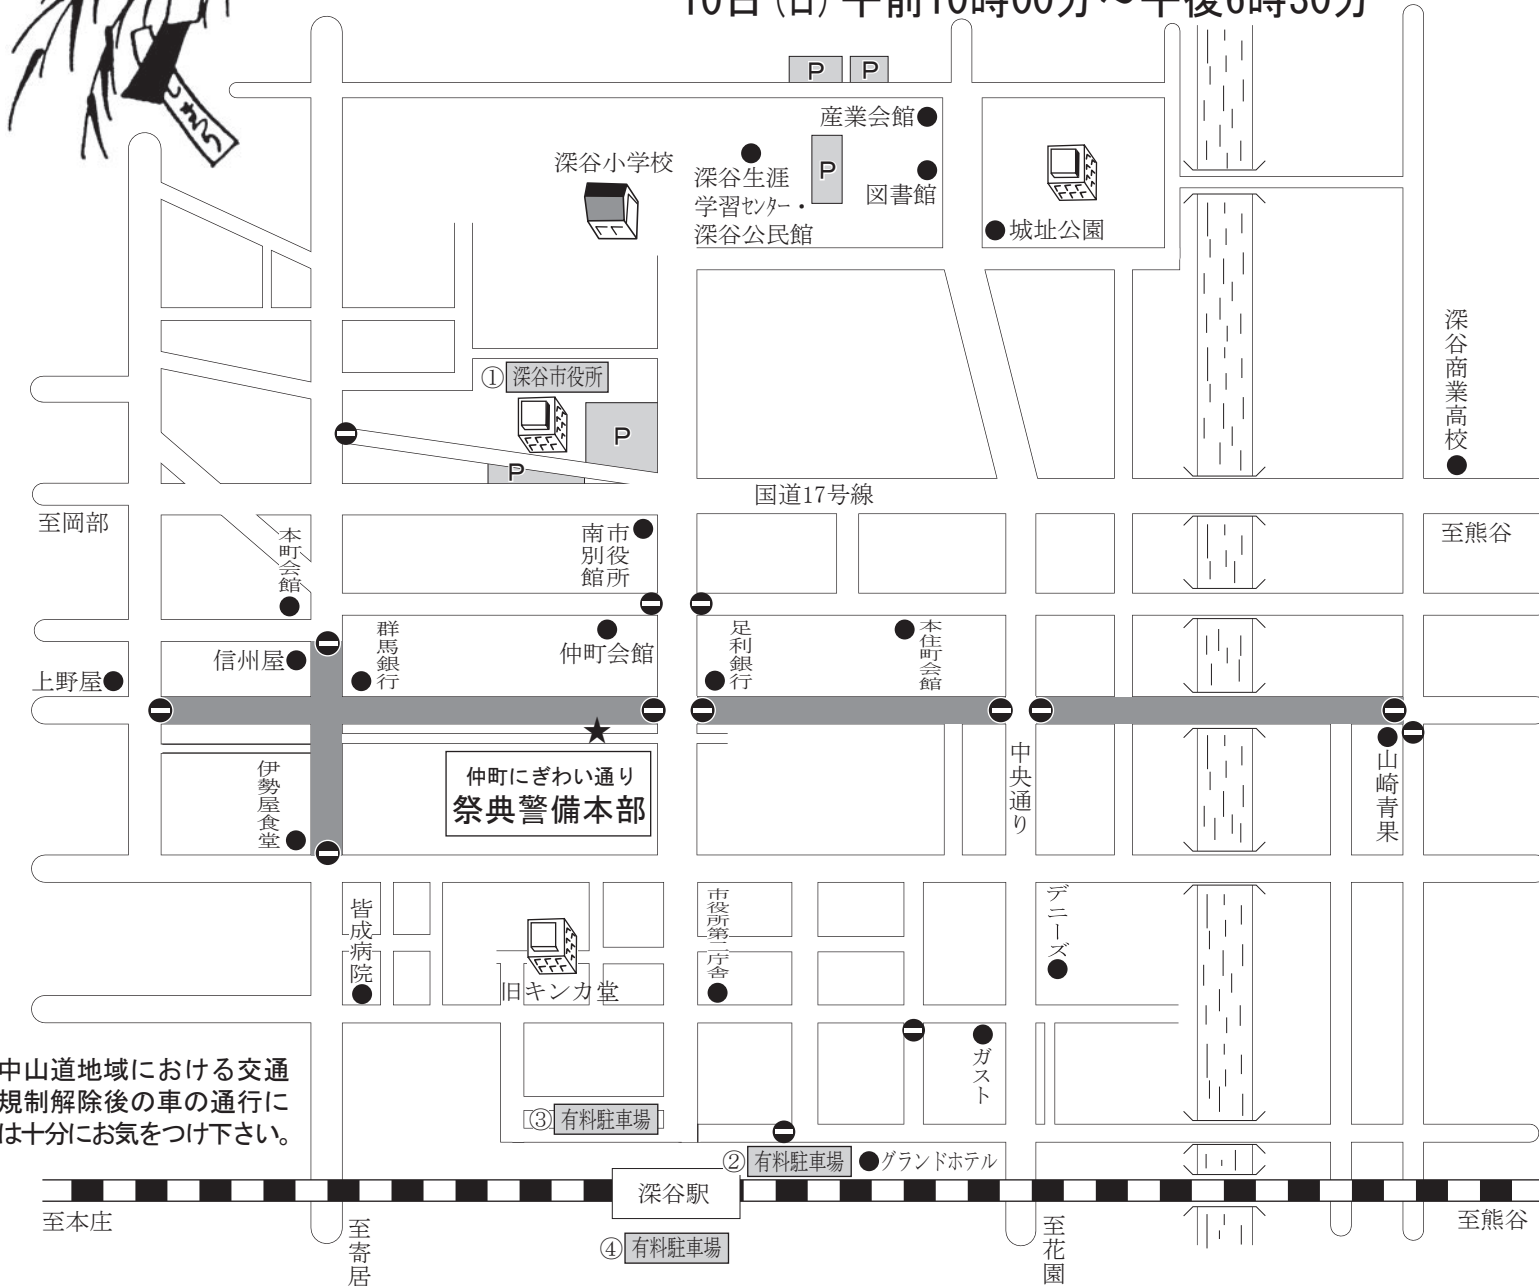 10日(日) 午前10時00分～午後6時30分
P
P
産業会館
深谷小学校
深谷生涯
学習センター・
深谷公民館
P
図書館
城址公園
深谷商業高校
①
深谷市役所
P
P
国道17号線
至岡部
至熊谷
本町会館
市役所
南別館
群馬銀行
仲町会館
足利銀行
本住町会館
信州屋
上野屋
伊勢屋食堂
仲町にぎわい通り
祭典警備本部
中央通り
山崎青果
皆成病院
旧キンカ堂
市役所第二庁舎
デニーズ
ガスト
中山道地域における交通
規制解除後の車の通行に
は十分にお気をつけ下さい。
③
有料駐車場
②
有料駐車場
グランドホテル
深谷駅
至本庄
至寄居
④
有料駐車場
至花園
至熊谷